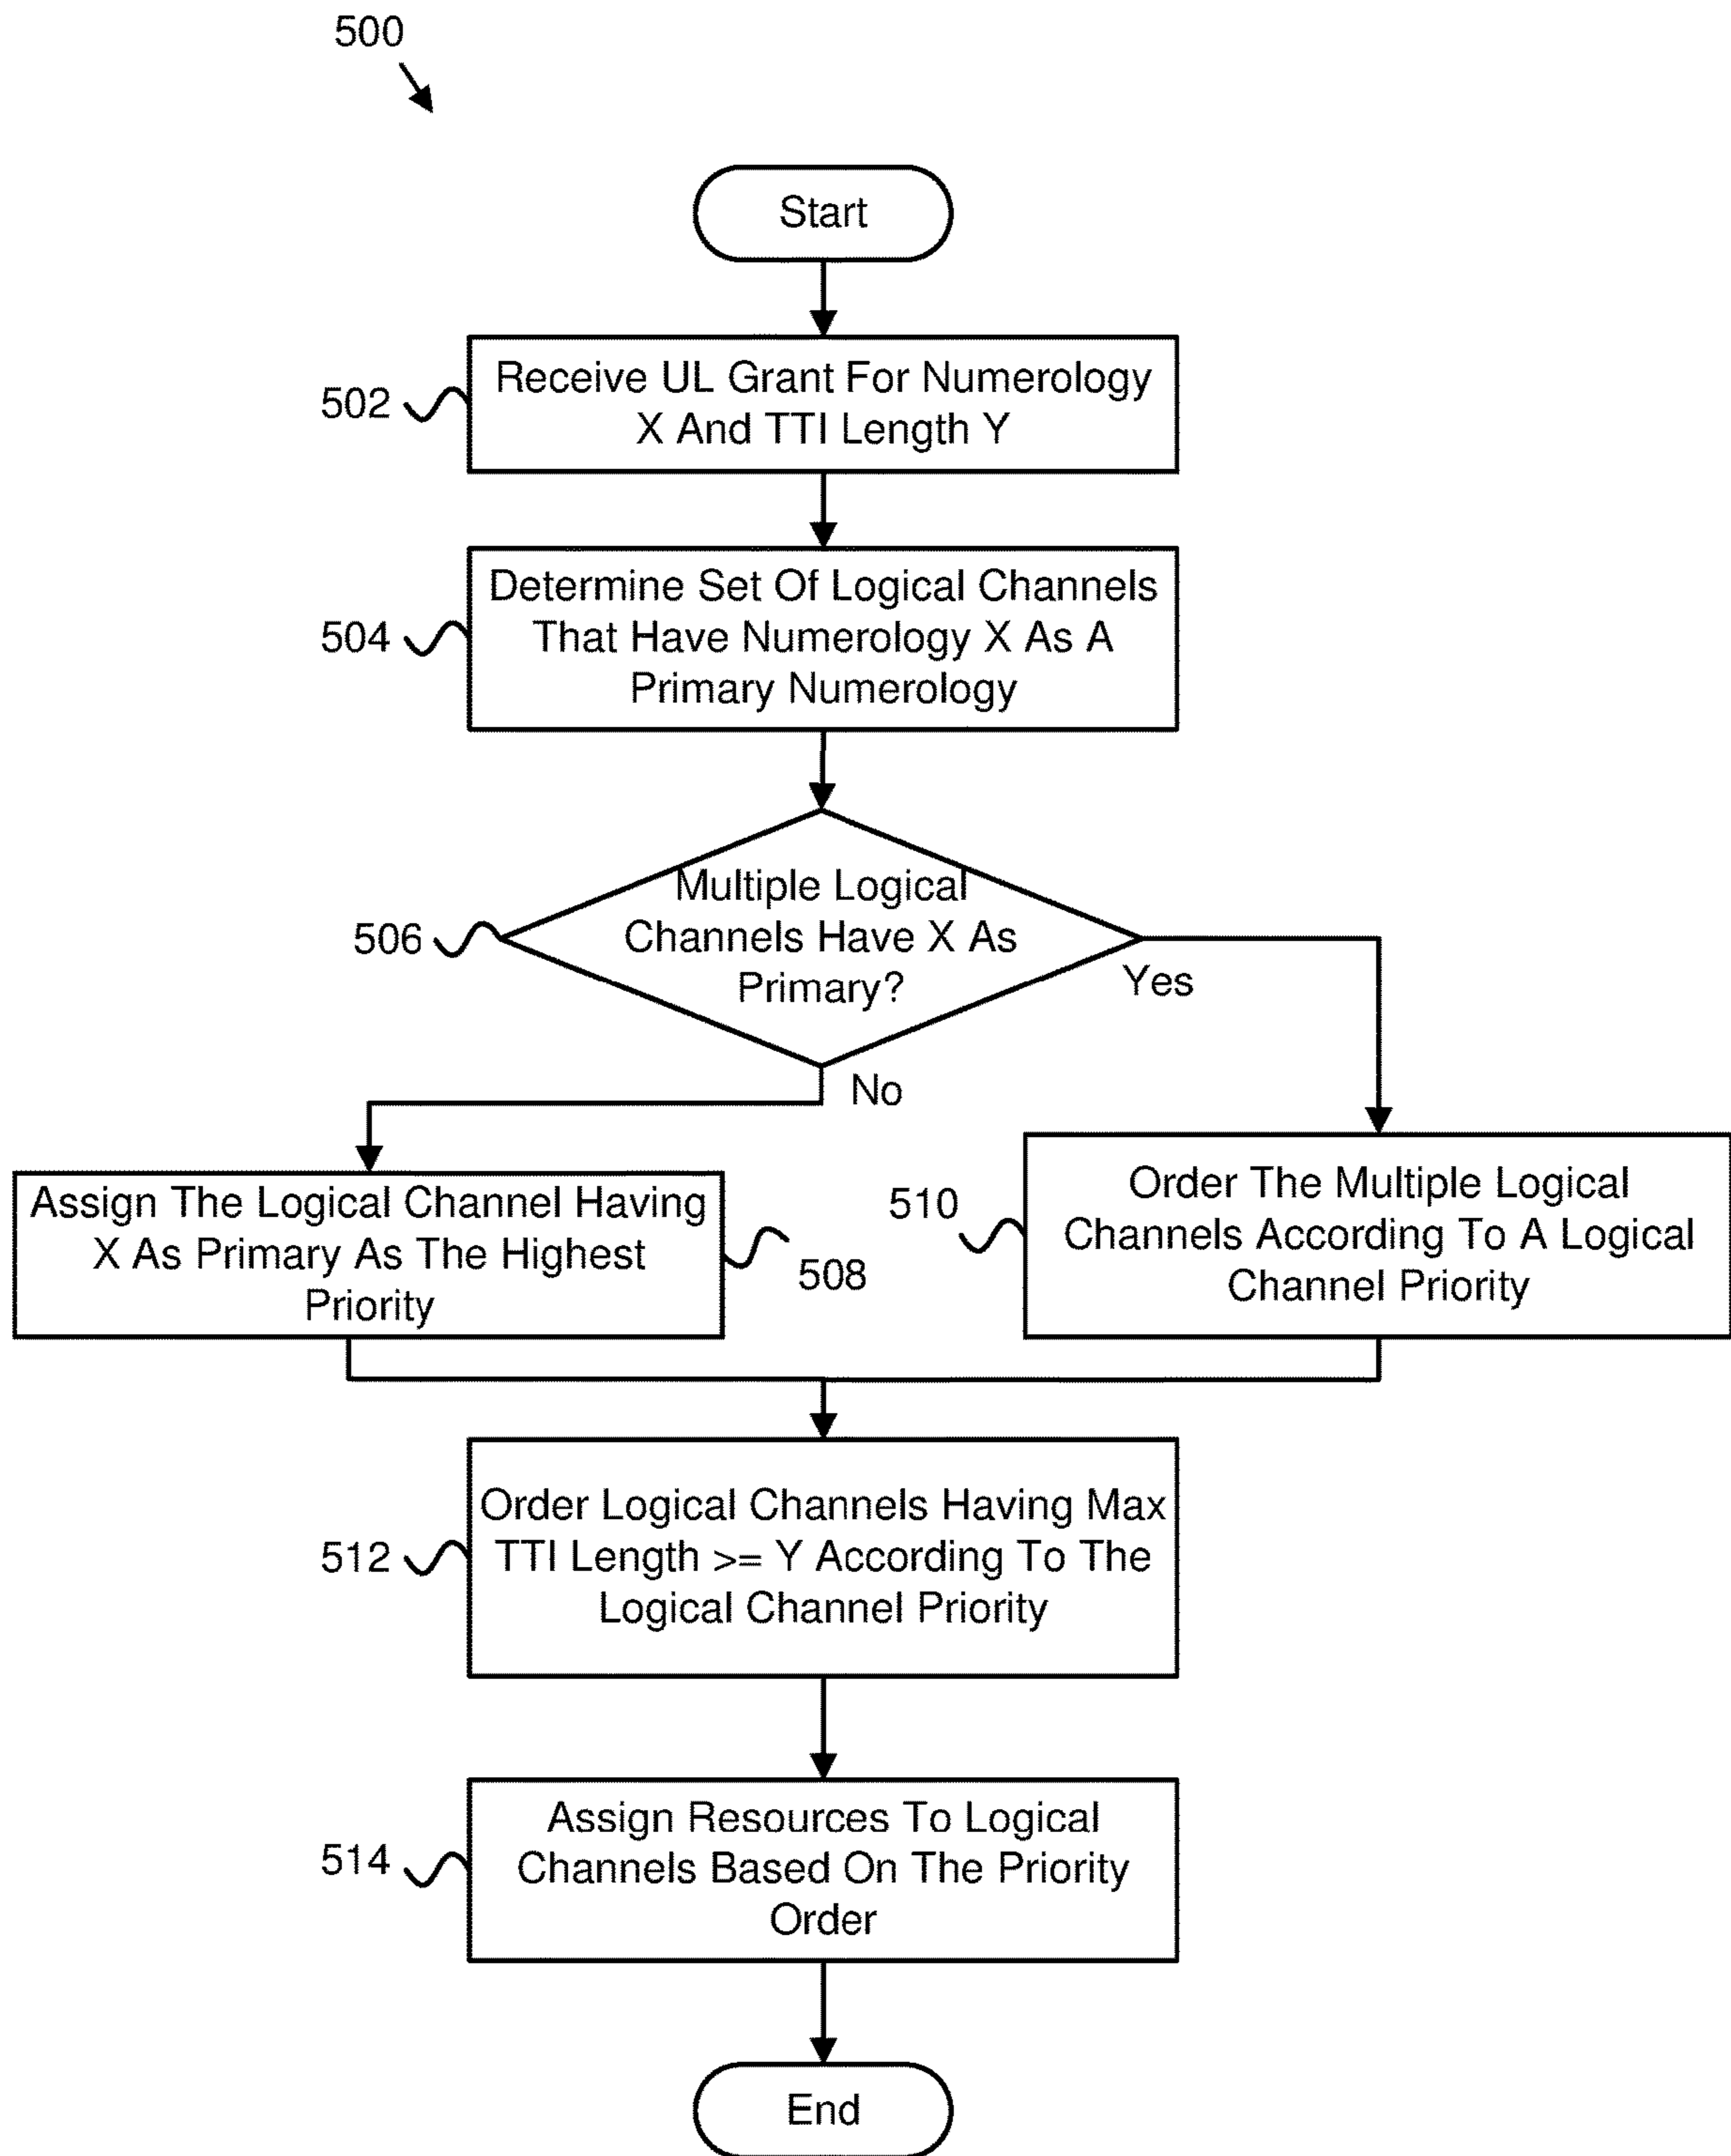 500
Start
502
Receive UL Grant For Numerology
X And TTI Length Y
504
Determine Set Of Logical Channels
That Have Numerology X As A
Primary Numerology
506
Multiple Logical
Channels Have X As
Primary?
Yes
No
Assign The Logical Channel Having
X As Primary As The Highest
Priority
508
510
Order The Multiple Logical
Channels According To A Logical
Channel Priority
512
Order Logical Channels Having Max
TTI Length >= Y According To The
Logical Channel Priority
514
Assign Resources To Logical
Channels Based On The Priority
Order
End